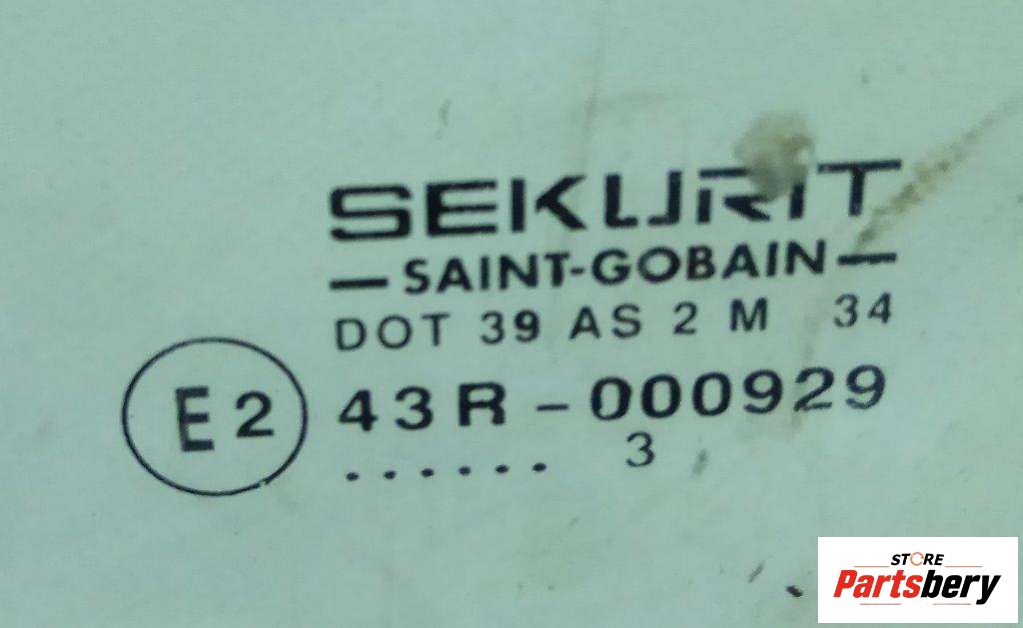 SEKURIT
— SAINT-GOBAIN —
DOT 39 AS 2 M 34
E2 43R - 000929
...... 3
STORE
Partsbery